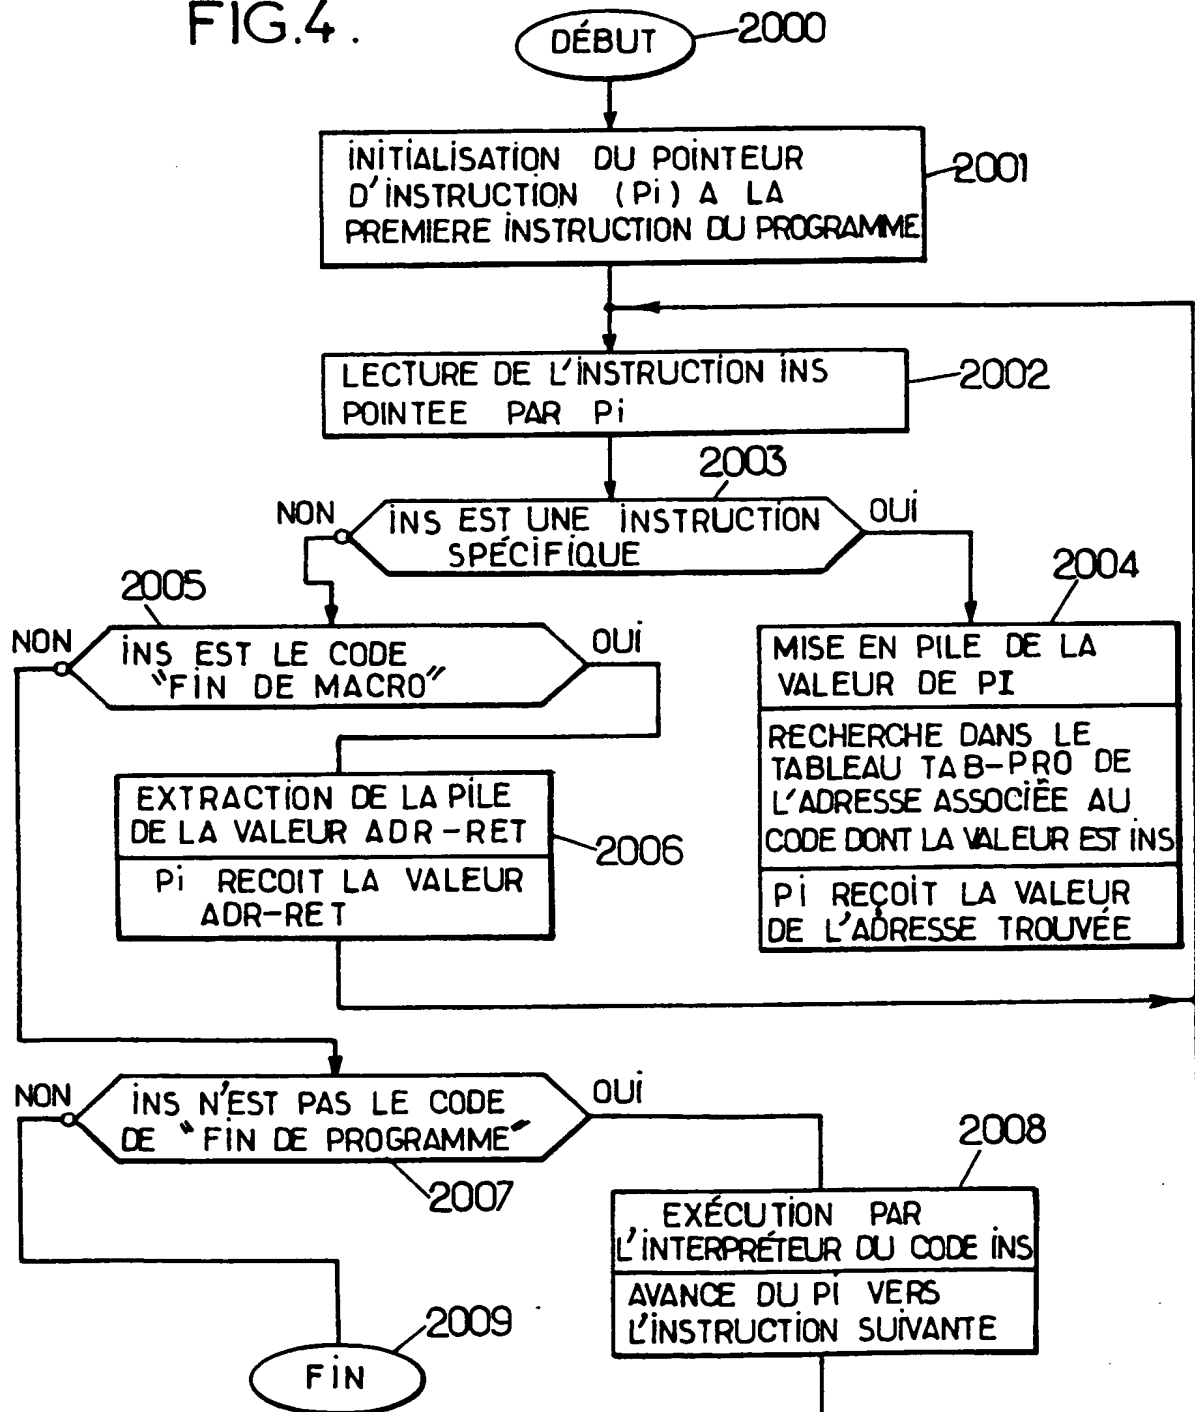 FIG.4.
DÉBUT
2000
INITIALISATION DU POINTEUR
D'INSTRUCTION (Pi) A LA
PREMIERE INSTRUCTION DU PROGRAMME
2001
LECTURE DE L'INSTRUCTION INS
POINTEE PAR Pi
2002
2003
NON
INS EST UNE INSTRUCTION
SPÉCIFIQUE
OUI
2004
2005
NON
INS EST LE CODE
"FIN DE MACRO"
OUI
MISE EN PILE DE LA
VALEUR DE PI
RECHERCHE DANS LE
TABLEAU TAB-PRO DE
L'ADRESSE ASSOCIÉE AU
CODE DONT LA VALEUR EST INS
PI REÇOIT LA VALEUR
DE L'ADRESSE TROUVÉE
EXTRACTION DE LA PILE
DE LA VALEUR ADR-RET
Pi RECOIT LA VALEUR
ADR-RET
2006
NON
INS N'EST PAS LE CODE
DE "FIN DE PROGRAMME"
OUI
2007
2008
EXÉCUTION PAR
L'INTERPRÉTEUR DU CODE INS
AVANCE DU PI VERS
L'INSTRUCTION SUIVANTE
2009
FIN